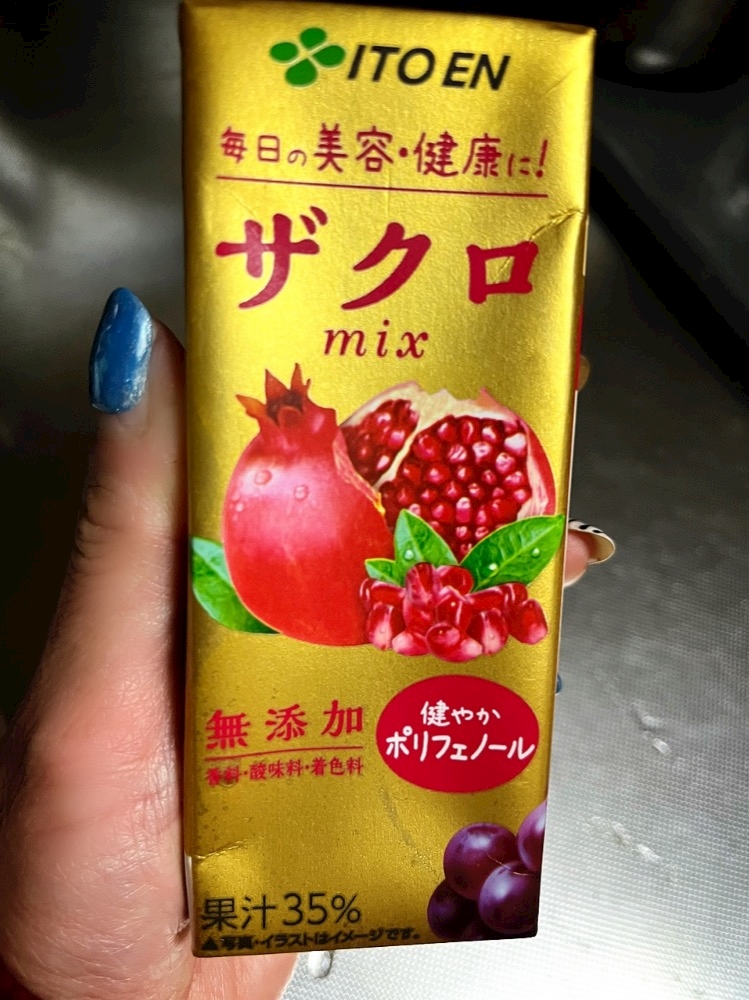 ITO EN
毎日の美容・健康に!
ザクロ
mix
無添加
香料・酸味料・着色料
健やか
ポリフェノール
果汁35%
▲写真・イラストはイメージです。